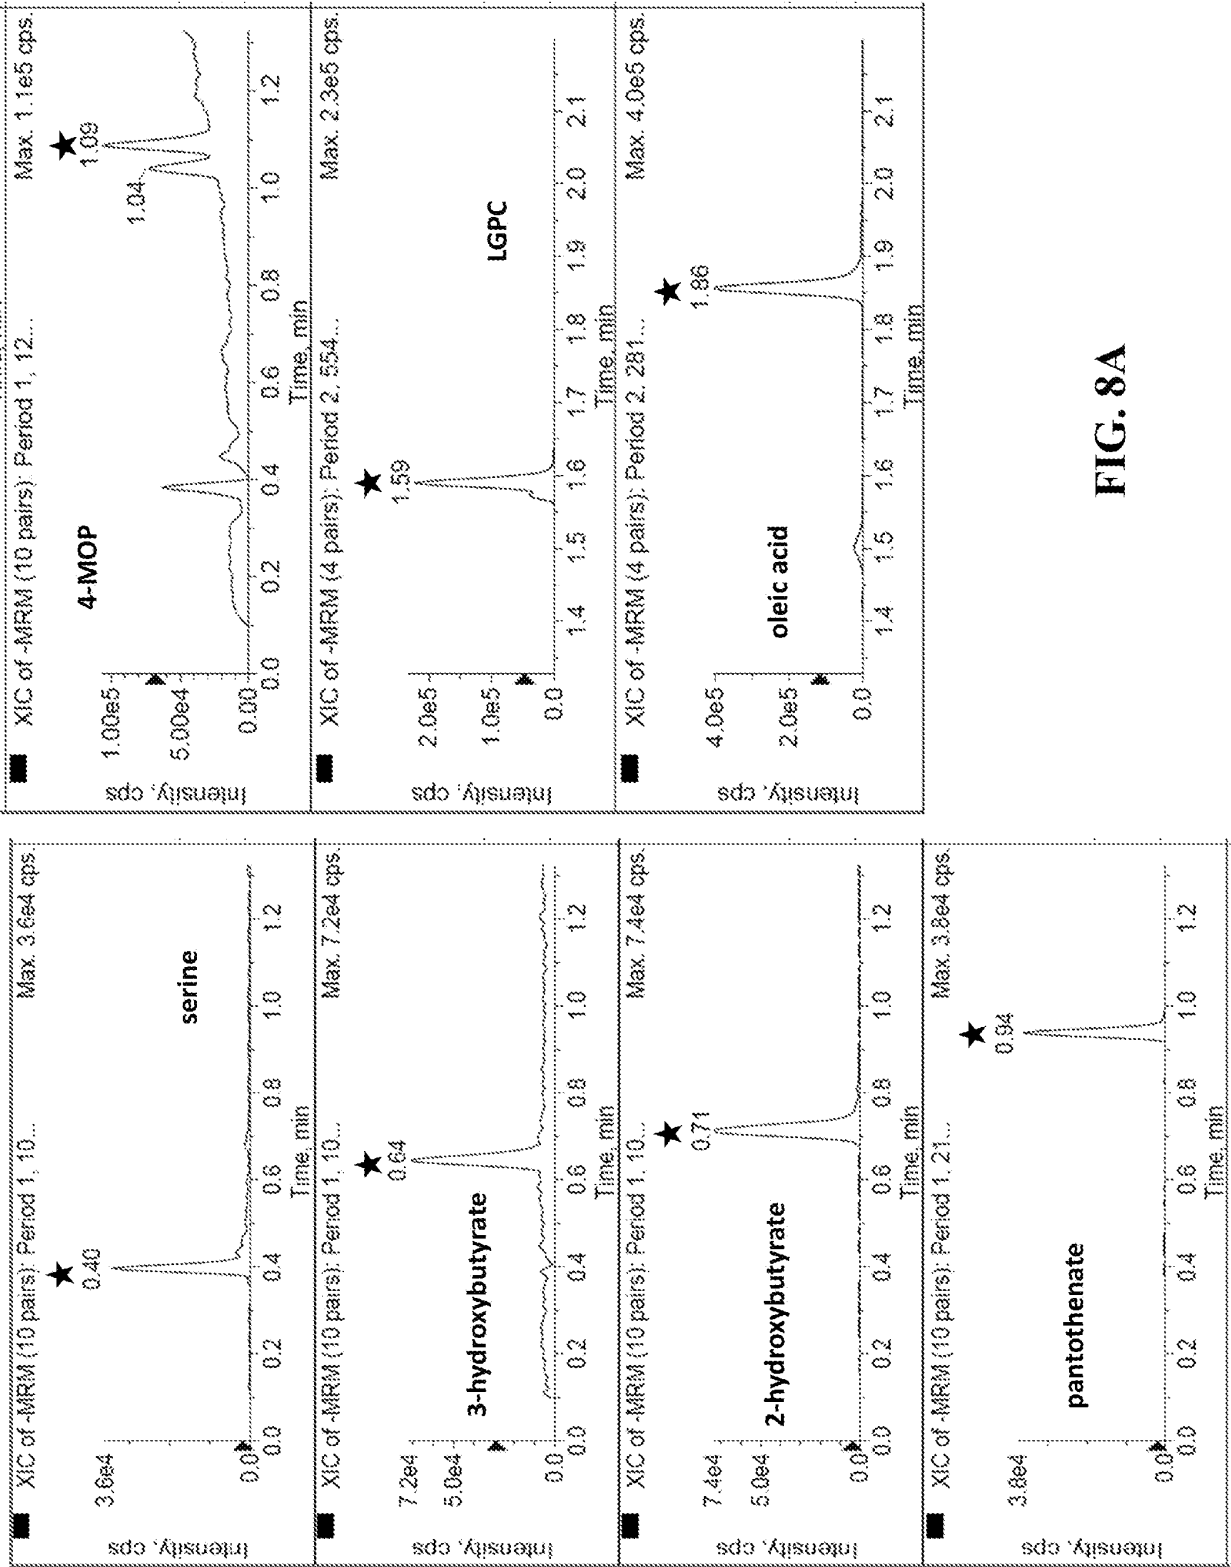 XIC of -MRM (10 pairs): Period 1, 10... Max. 3.6e4 cps.
3.6e4
0.0
Intensity, cps
0.40
serine
0.0 0.2 0.4 0.6 0.8 1.0 1.2
Time, min
XIC of -MRM (10 pairs): Period 1, 10... Max. 7.2e4 cps.
7.2e4
5.0e4
0.0
Intensity, cps
0.64
3-hydroxybutyrate
0.0 0.2 0.4 0.6 0.8 1.0 1.2
Time, min
XIC of -MRM (10 pairs): Period 1, 10... Max. 7.4e4 cps.
7.4e4
5.0e4
0.0
Intensity, cps
0.71
2-hydroxybutyrate
0.0 0.2 0.4 0.6 0.8 1.0 1.2
Time, min
XIC of -MRM (10 pairs): Period 1, 21... Max. 3.8e4 cps.
3.8e4
0.0
Intensity, cps
0.94
pantothenate
0.0 0.2 0.4 0.6 0.8 1.0 1.2
Time, min
XIC of -MRM (10 pairs): Period 1, 12... Max. 1.1e5 cps.
1.00e5
5.00e4
0.00
Intensity, cps
4-MOP
1.04
1.09
0.0 0.2 0.4 0.6 0.8 1.0 1.2
Time, min
XIC of -MRM (4 pairs): Period 2, 554... Max. 2.3e5 cps.
2.0e5
1.0e5
0.0
Intensity, cps
1.59
LGPC
1.4 1.5 1.6 1.7 1.8 1.9 2.0 2.1
Time, min
XIC of -MRM (4 pairs): Period 2, 281... Max. 4.0e5 cps.
4.0e5
2.0e5
0.0
Intensity, cps
oleic acid
1.86
1.4 1.5 1.6 1.7 1.8 1.9 2.0 2.1
Time, min
FIG. 8A